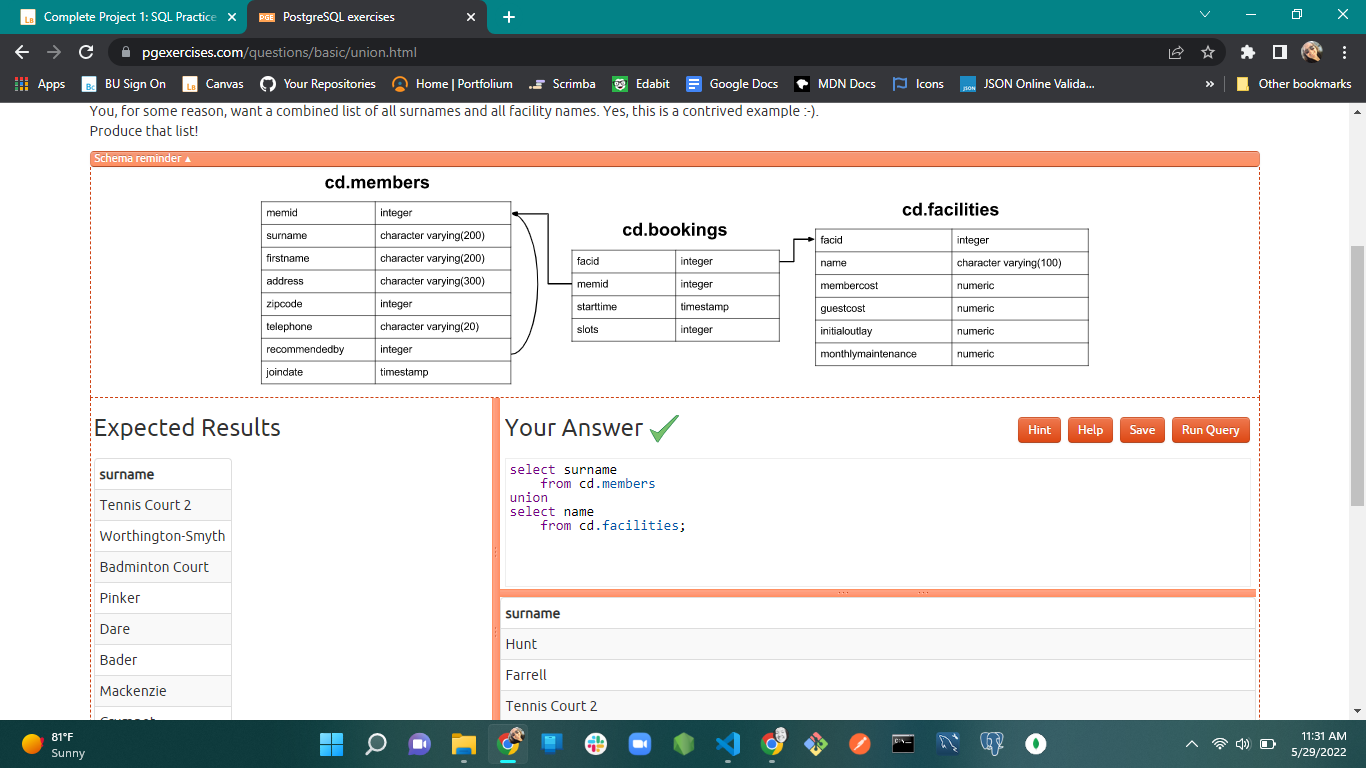 Complete Project 1: SQL Practice
PostgreSQL exercises
pgexercises.com/questions/basic/union.html
Apps
BU Sign On
Canvas
Your Repositories
Home | Portfolium
Scrimba
Edabit
Google Docs
MDN Docs
Icons
JSON Online Valida...
»
Other bookmarks
You, for some reason, want a combined list of all surnames and all facility names. Yes, this is a contrived example :-).
Produce that list!
Schema reminder ▲
cd.members
memid integer
surname character varying(200)
firstname character varying(200)
address character varying(300)
zipcode integer
telephone character varying(20)
recommendedby integer
joindate timestamp
cd.bookings
facid integer
memid integer
starttime timestamp
slots integer
cd.facilities
facid integer
name character varying(100)
membercost numeric
guestcost numeric
initialoutlay numeric
monthlymaintenance numeric
Expected Results
surname
Tennis Court 2
Worthington-Smyth
Badminton Court
Pinker
Dare
Bader
Mackenzie
Your Answer
Hint
Help
Save
Run Query
select surname
from cd.members
union
select name
from cd.facilities;
surname
Hunt
Farrell
Tennis Court 2
81°F
Sunny
11:31 AM
5/29/2022